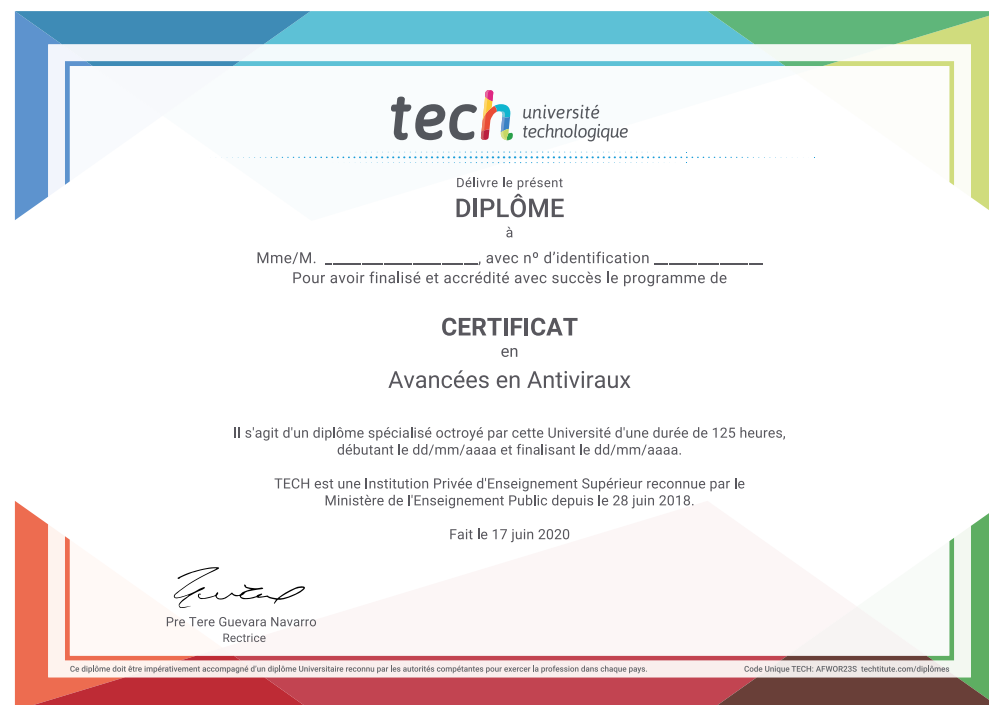 tech université
technologique
Délivre le présent
DIPLÔME
à
Mme/M. ____________________, avec nº d'identification ______________
Pour avoir finalisé et accrédité avec succès le programme de
CERTIFICAT
en
Avancées en Antiviraux
Il s'agit d'un diplôme spécialisé octroyé par cette Université d'une durée de 125 heures,
débutant le dd/mm/aaaa et finalisant le dd/mm/aaaa.
TECH est une Institution Privée d'Enseignement Supérieur reconnue par le
Ministère de l'Enseignement Public depuis le 28 juin 2018.
Fait le 17 juin 2020
Pre Tere Guevara Navarro
Rectrice
Ce diplôme doit être impérativement accompagné d'un diplôme Universitaire reconnu par les autorités compétantes pour exercer la profession dans chaque pays.
Code Unique TECH: AFWOR23S techtitute.com/diplômes